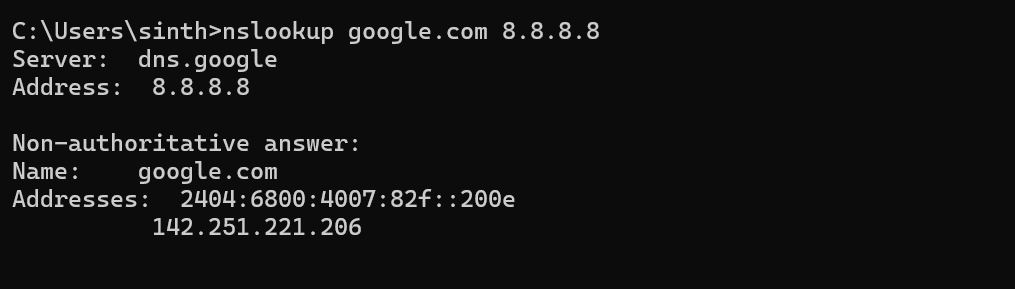 C:\Users\sinth>nslookup google.com 8.8.8.8
Server:  dns.google
Address:  8.8.8.8

Non-authoritative answer:
Name:    google.com
Addresses:  2404:6800:4007:82f::200e
          142.251.221.206